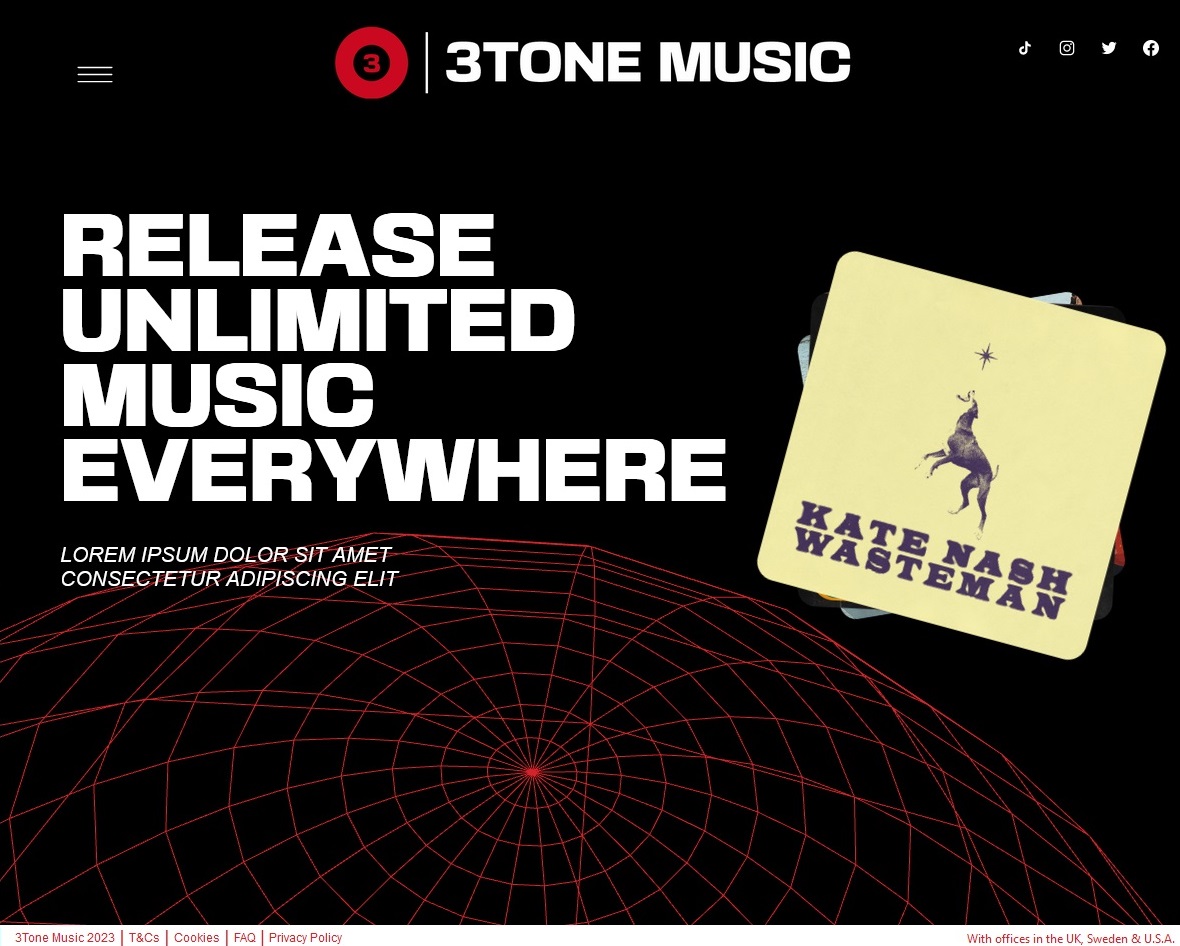 3
3TONE MUSIC
RELEASE
UNLIMITED
MUSIC
EVERYWHERE
LOREM IPSUM DOLOR SIT AMET
CONSECTETUR ADIPISCING ELIT
KATE NASH
WASTEMAN
3Tone Music 2023 | T&Cs | Cookies | FAQ | Privacy Policy
With offices in the UK, Sweden & U.S.A.